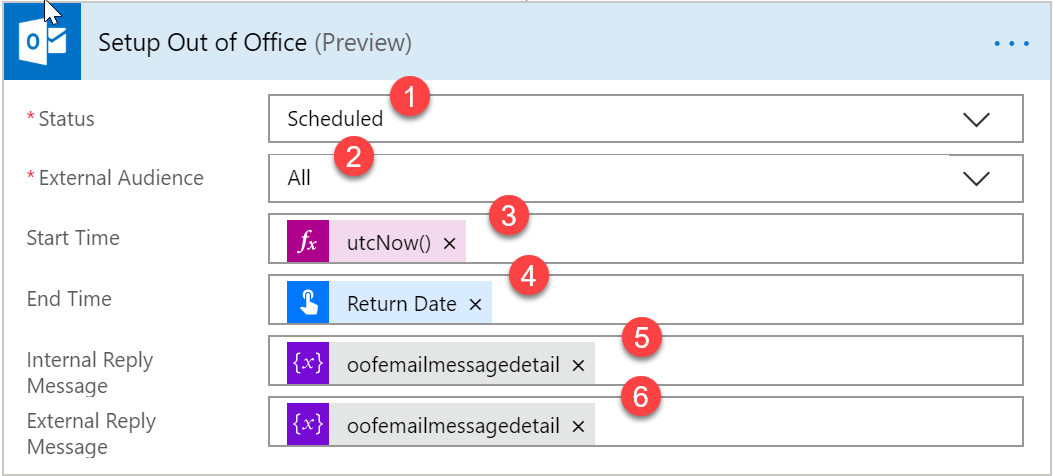 Setup Out of Office (Preview)
1
* Status Scheduled
2
* External Audience All
3
Start Time fx utcNow() ×
4
End Time Return Date ×
5
Internal Reply
Message {x} oofemailmessagedetail ×
6
External Reply
Message {x} oofemailmessagedetail ×